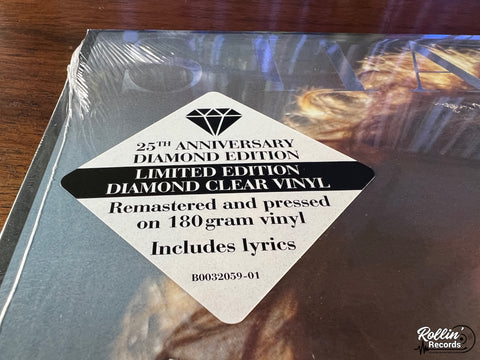 25TH ANNIVERSARY
DIAMOND EDITION
LIMITED EDITION
DIAMOND CLEAR VINYL
Remastered and pressed
on 180 gram vinyl
Includes lyrics
B0032059-01
Rollin'
Records